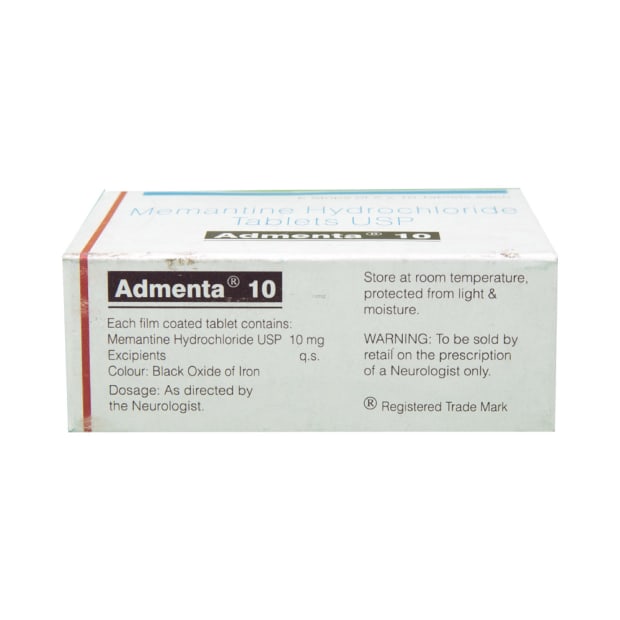 Memantine Hydrochloride
Tablets USP
Admenta® 10
Admenta® 10
Each film coated tablet contains:
Memantine Hydrochloride USP 10 mg
Excipients q.s.
Colour: Black Oxide of Iron
Dosage: As directed by
the Neurologist.
Store at room temperature,
protected from light &
moisture.
WARNING: To be sold by
retail on the prescription
of a Neurologist only.
® Registered Trade Mark